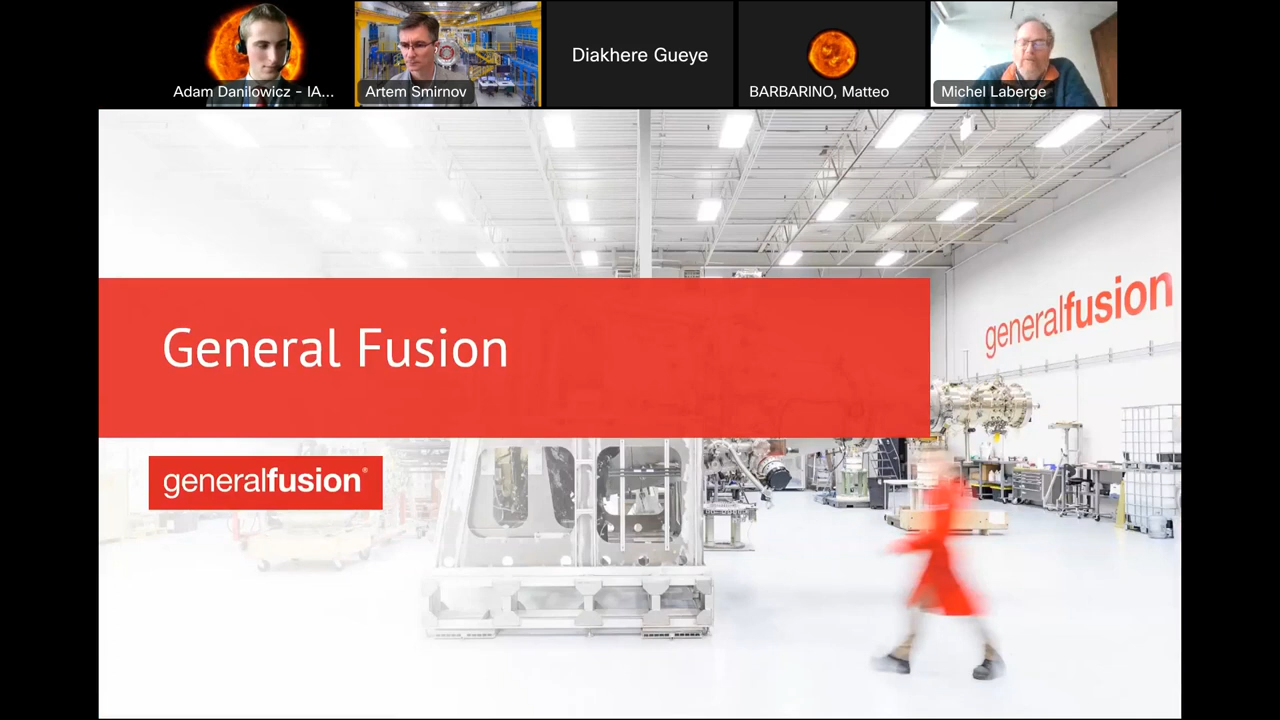 Adam Danilowicz - IA...
Artem Smirnov
Diakhere Gueye
BARBARINO, Matteo
Michel Laberge
General Fusion
generalfusion
generalfusion®